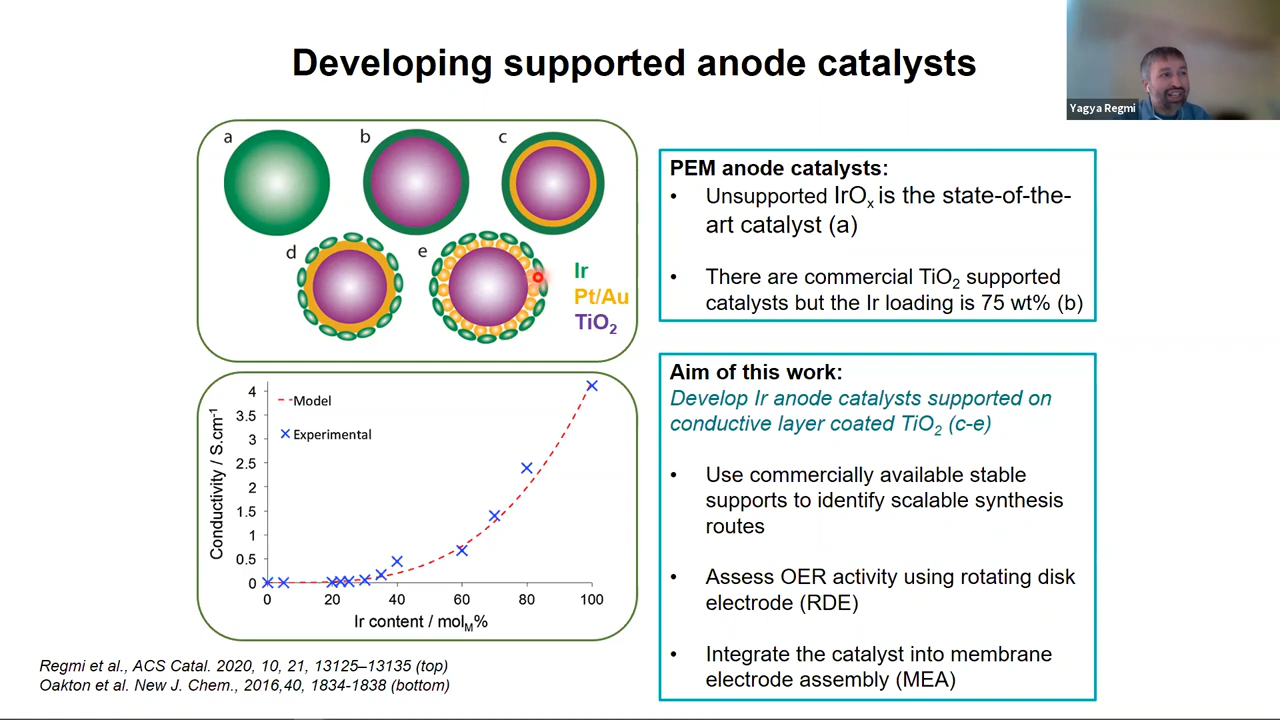 Developing supported anode catalysts
Yagya Regmi
a
b
c
d
e
Ir
Pt/Au
TiO2
PEM anode catalysts:
• Unsupported IrOx is the state-of-the-
art catalyst (a)
• There are commercial TiO2 supported
catalysts but the Ir loading is 75 wt% (b)
Conductivity / S.cm-1
4
3.5
3
2.5
2
1.5
1
0.5
0
Model
Experimental
0 20 40 60 80 100
Ir content / molM%
Aim of this work:
Develop Ir anode catalysts supported on
conductive layer coated TiO2 (c-e)
• Use commercially available stable
supports to identify scalable synthesis
routes
• Assess OER activity using rotating disk
electrode (RDE)
• Integrate the catalyst into membrane
electrode assembly (MEA)
Regmi et al., ACS Catal. 2020, 10, 21, 13125–13135 (top)
Oakton et al. New J. Chem., 2016,40, 1834-1838 (bottom)